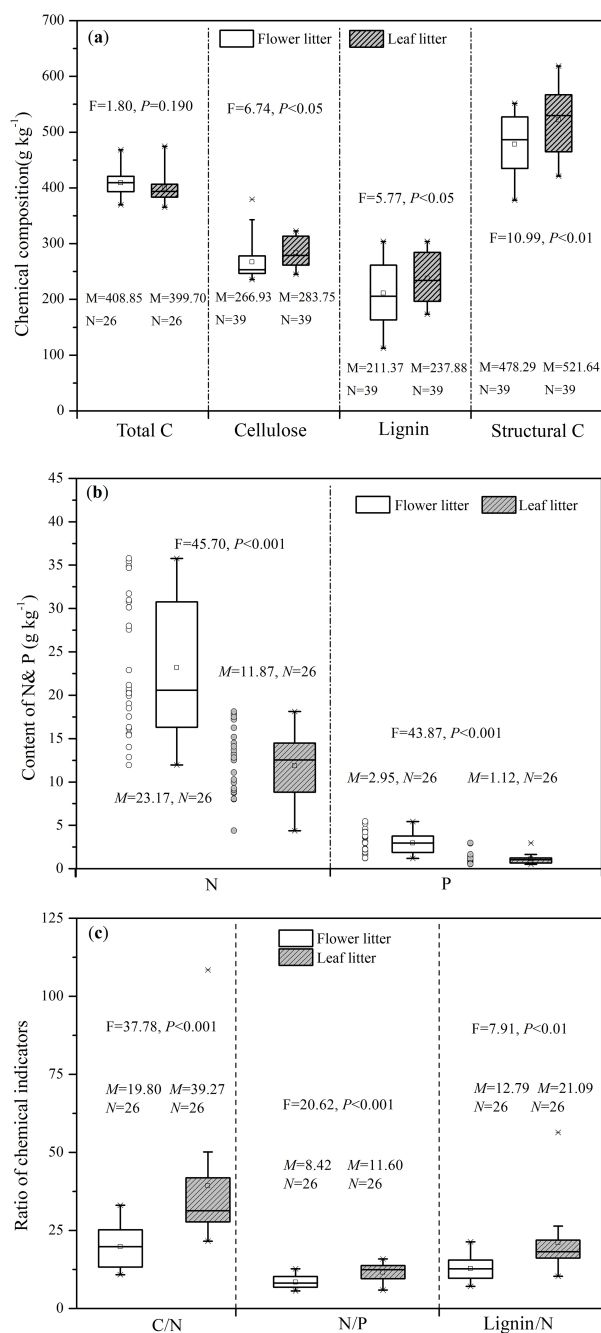 (a)
Flower litter
Leaf litter
F=1.80, P=0.190
F=6.74, P<0.05
F=5.77, P<0.05
F=10.99, P<0.01
M=408.85 M=399.70
N=26 N=26
M=266.93 M=283.75
N=39 N=39
M=211.37 M=237.88
N=39 N=39
M=478.29 M=521.64
N=39 N=39
Chemical composition(g kg⁻¹)
700
600
500
400
300
200
100
0
Total C Cellulose Lignin Structural C
(b)
Flower litter Leaf litter
F=45.70, P<0.001
M=11.87, N=26
M=23.17, N=26
F=43.87, P<0.001
M=2.95, N=26 M=1.12, N=26
Content of N& P (g kg⁻¹)
45
40
35
30
25
20
15
10
5
0
N P
(c)
Flower litter
Leaf litter
F=37.78, P<0.001
M=19.80 M=39.27
N=26 N=26
F=20.62, P<0.001
M=8.42 M=11.60
N=26 N=26
F=7.91, P<0.01
M=12.79 M=21.09
N=26 N=26
Ratio of chemical indicators
125
100
75
50
25
0
C/N N/P Lignin/N